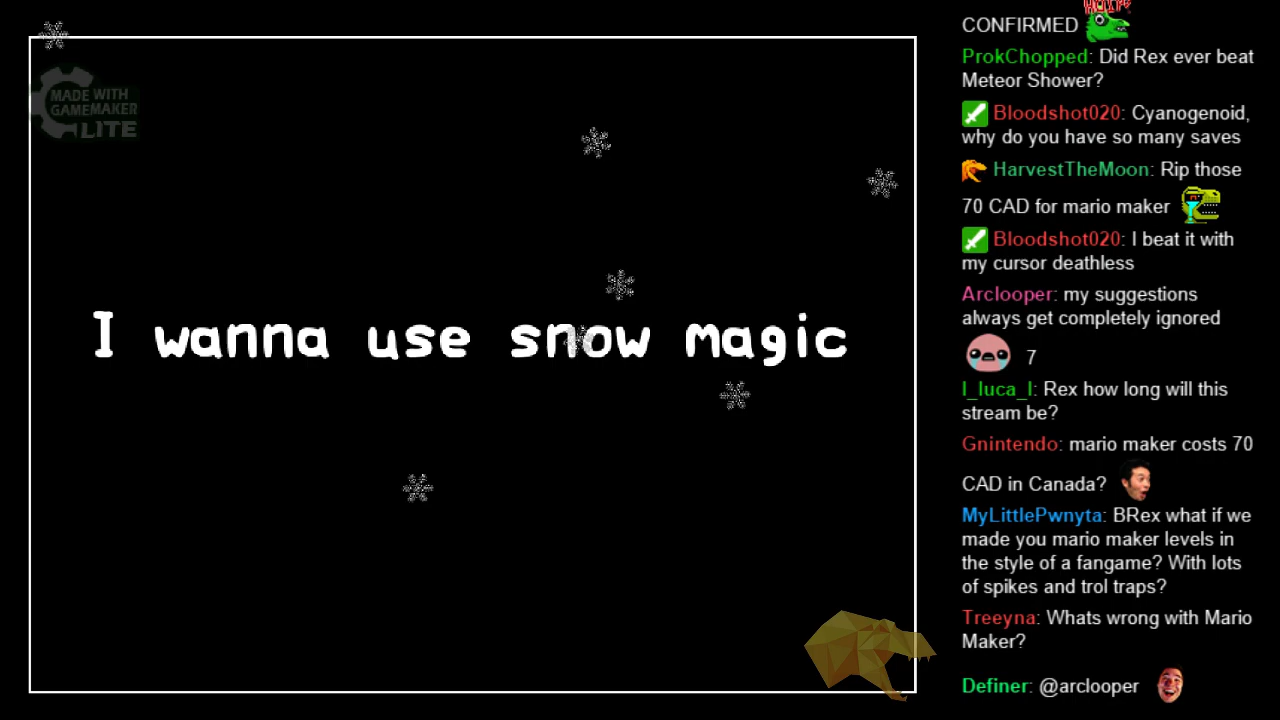 MADE WITH
GAMEMAKER
LITE
I wanna use snow magic
CONFIRMED
ProkChopped: Did Rex ever beat
Meteor Shower?
Bloodshot020: Cyanogenoid,
why do you have so many saves
HarvestTheMoon: Rip those
70 CAD for mario maker
Bloodshot020: I beat it with
my cursor deathless
Arclooper: my suggestions
always get completely ignored
7
l_luca_l: Rex how long will this
stream be?
Gnintendo: mario maker costs 70
CAD in Canada?
MyLittlePwnyta: BRex what if we
made you mario maker levels in
the style of a fangame? With lots
of spikes and trol traps?
Treeyna: Whats wrong with Mario
Maker?
Definer: @arclooper